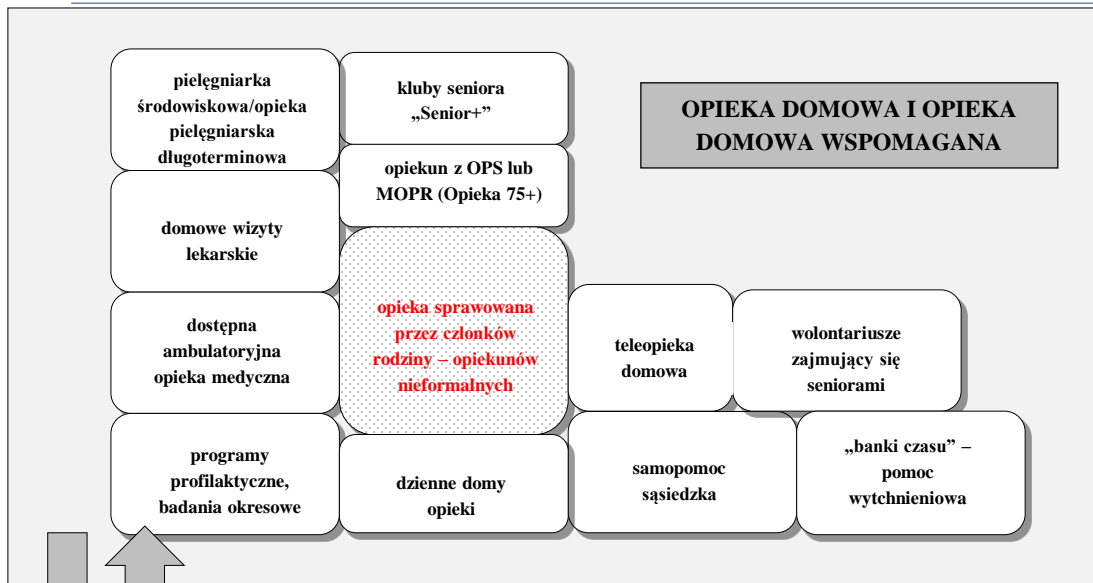 pielęgniarka
środowiskowa/opieka
pielęgniarska
długoterminowa
kluby seniora
„Senior+”
OPIEKA DOMOWA I OPIEKA
DOMOWA WSPOMAGANA
opiekun z OPS lub
MOPR (Opieka 75+)
domowe wizyty
lekarskie
opieka sprawowana
przez członków
rodziny – opiekunów
nieformalnych
dostępna
ambulatoryjna
opieka medyczna
teleopieka
domowa
wolontariusze
zajmujący się
seniorami
programy
profilaktyczne,
badania okresowe
dzienne domy
opieki
samopomoc
sąsiedzka
„banki czasu” –
pomoc
wytchnieniowa